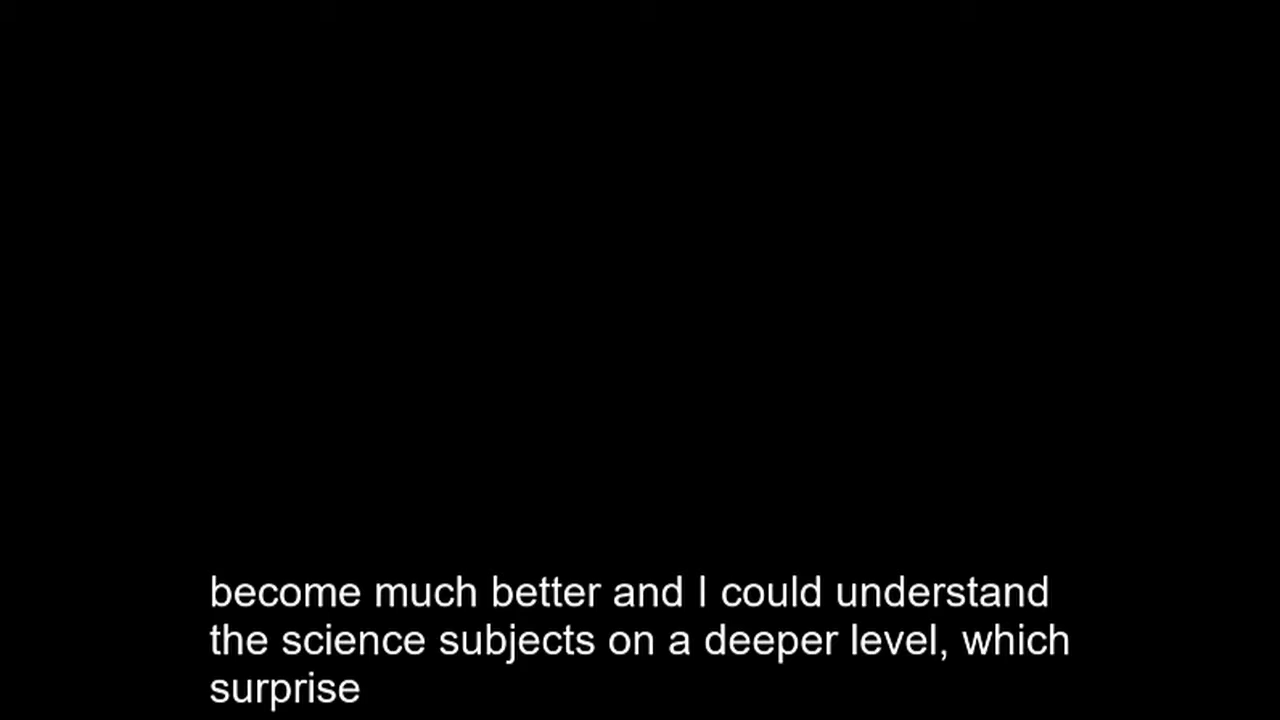 become much better and I could understand
the science subjects on a deeper level, which
surprise